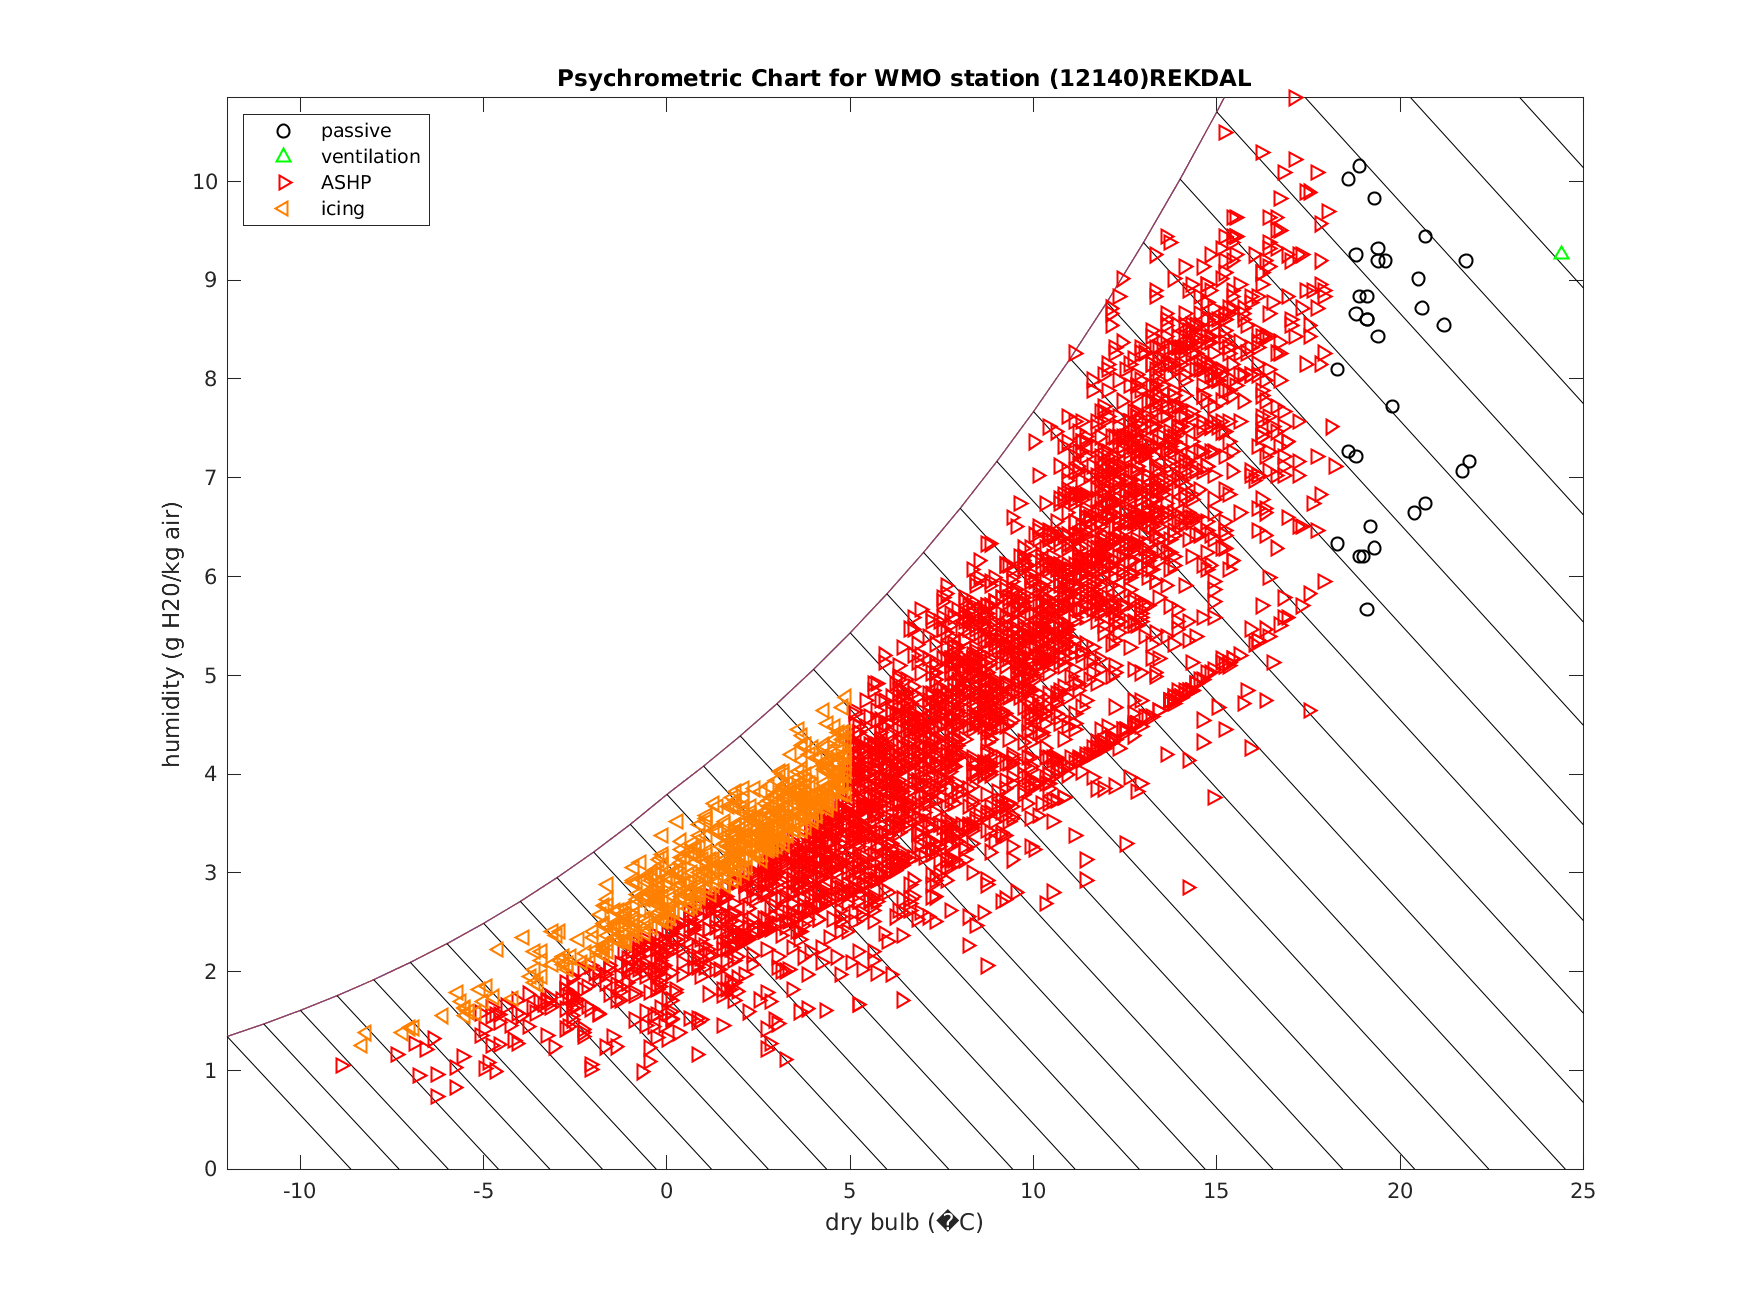 Psychrometric Chart for WMO station (12140)REKDAL
passive
ventilation
ASHP
icing
10
9
8
7
6
5
4
3
2
1
0
humidity (g H20/kg air)
-10 -5 0 5 10 15 20 25
dry bulb (�C)